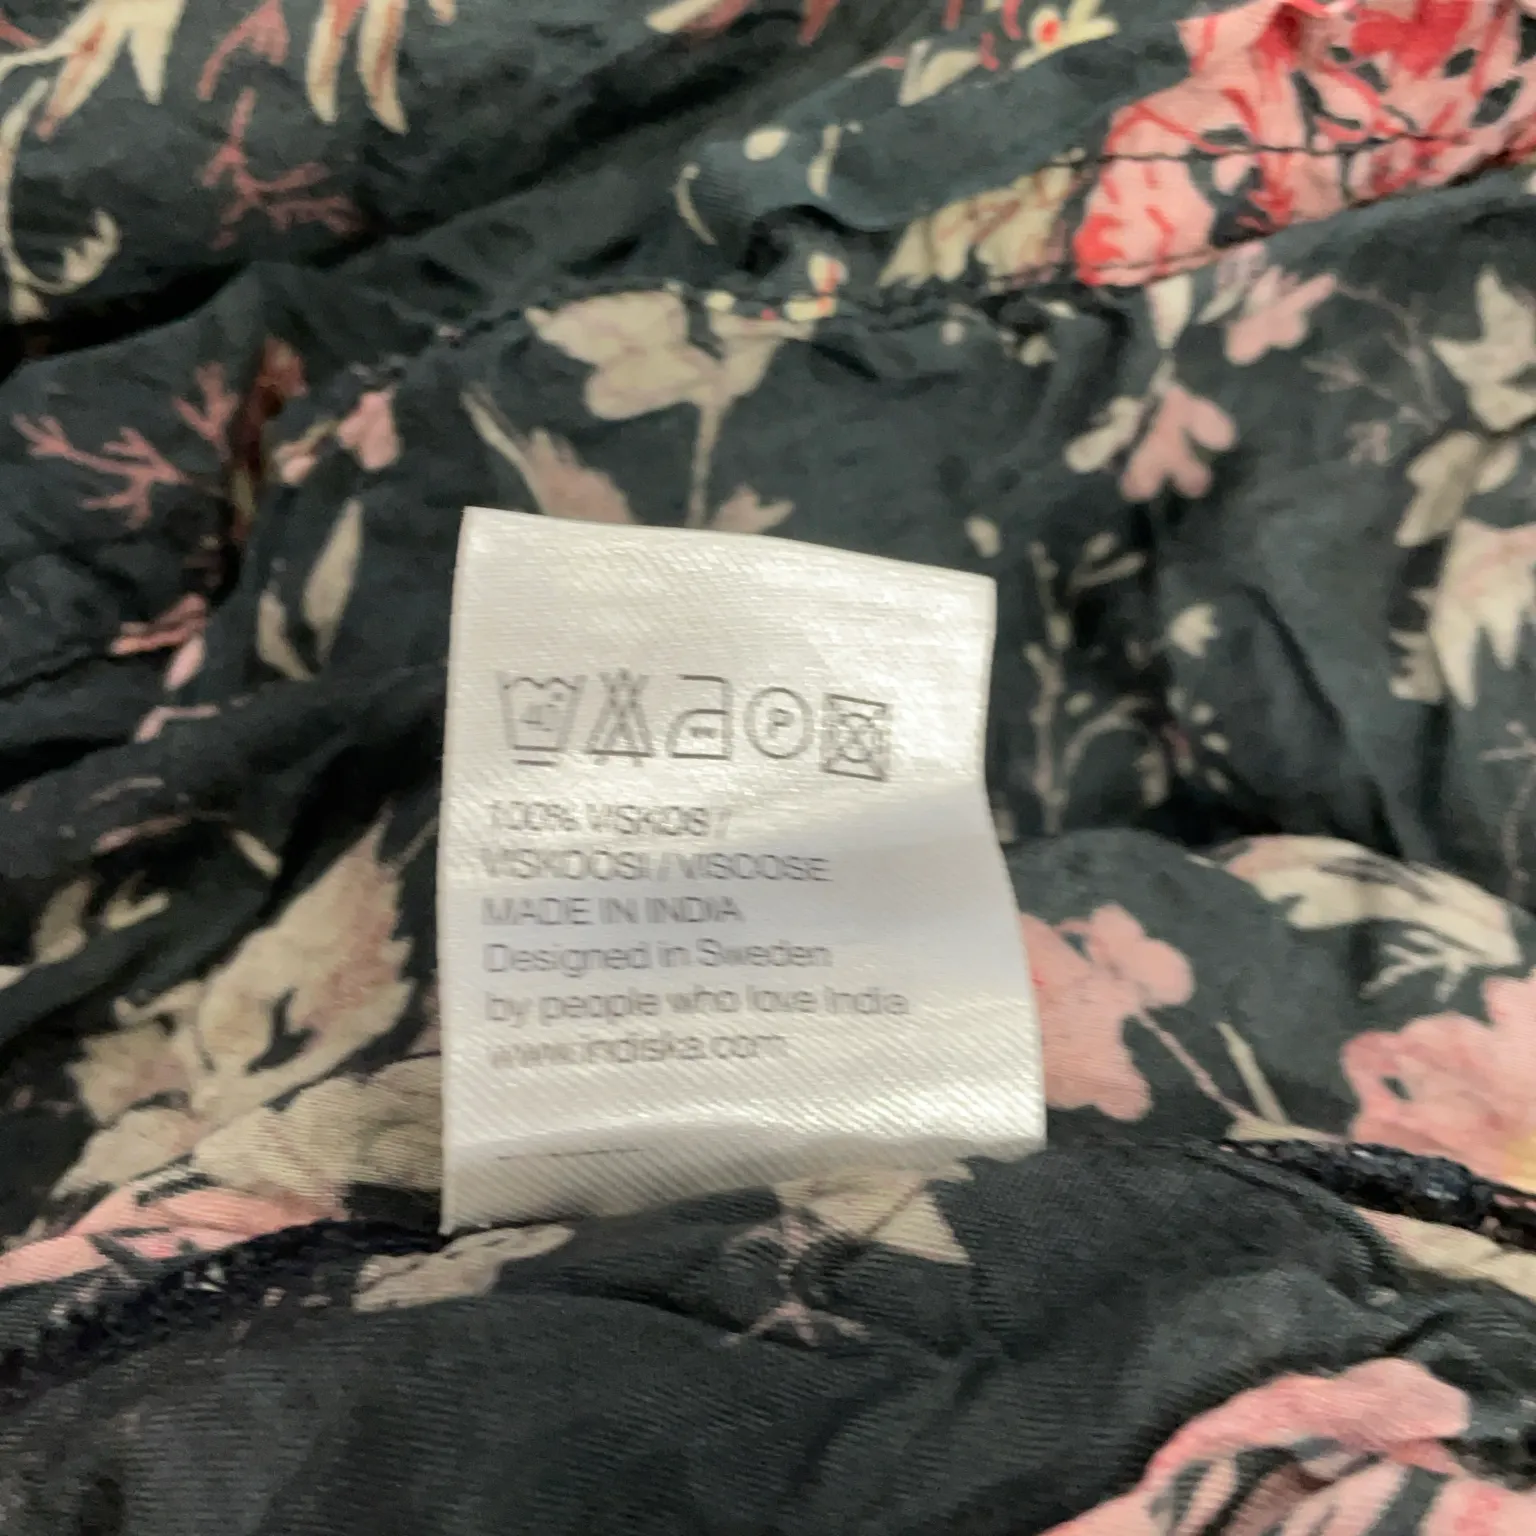 P
100% VISKOS /
VISKOOSI / VISCOSE
MADE IN INDIA
Designed in Sweden
by people who love India
www.indiska.com